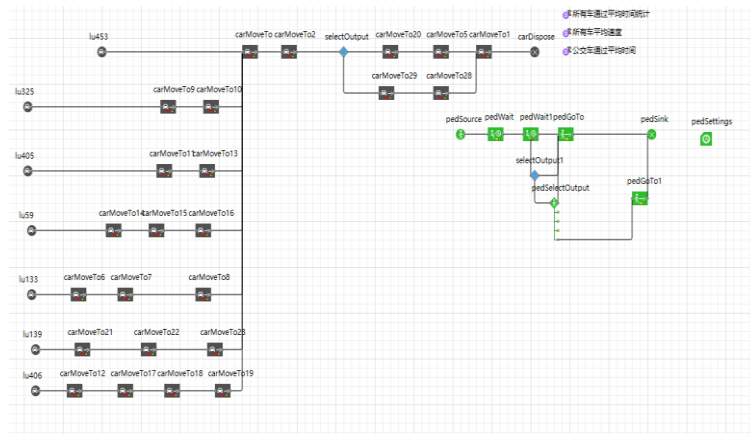 所有车通过平均时间统计
lu453
carMoveTo
carMoveTo2
selectOutput
carMoveTo20
carMoveTo5
carMoveTo1
carDispose
所有车平均速度
公交车通过平均时间
carMoveTo29
carMoveTo28
lu325
carMoveTo9
carMoveTo10
pedSource
pedWait
pedWait1
pedGoTo
pedSink
pedSettings
lu405
carMoveTo11
carMoveTo13
selectOutput1
pedSelectOutput
pedGoTo1
lu59
carMoveTo14
carMoveTo15
carMoveTo16
lu133
carMoveTo6
carMoveTo7
carMoveTo8
lu139
carMoveTo21
carMoveTo22
carMoveTo23
lu406
carMoveTo12
carMoveTo17
carMoveTo18
carMoveTo19